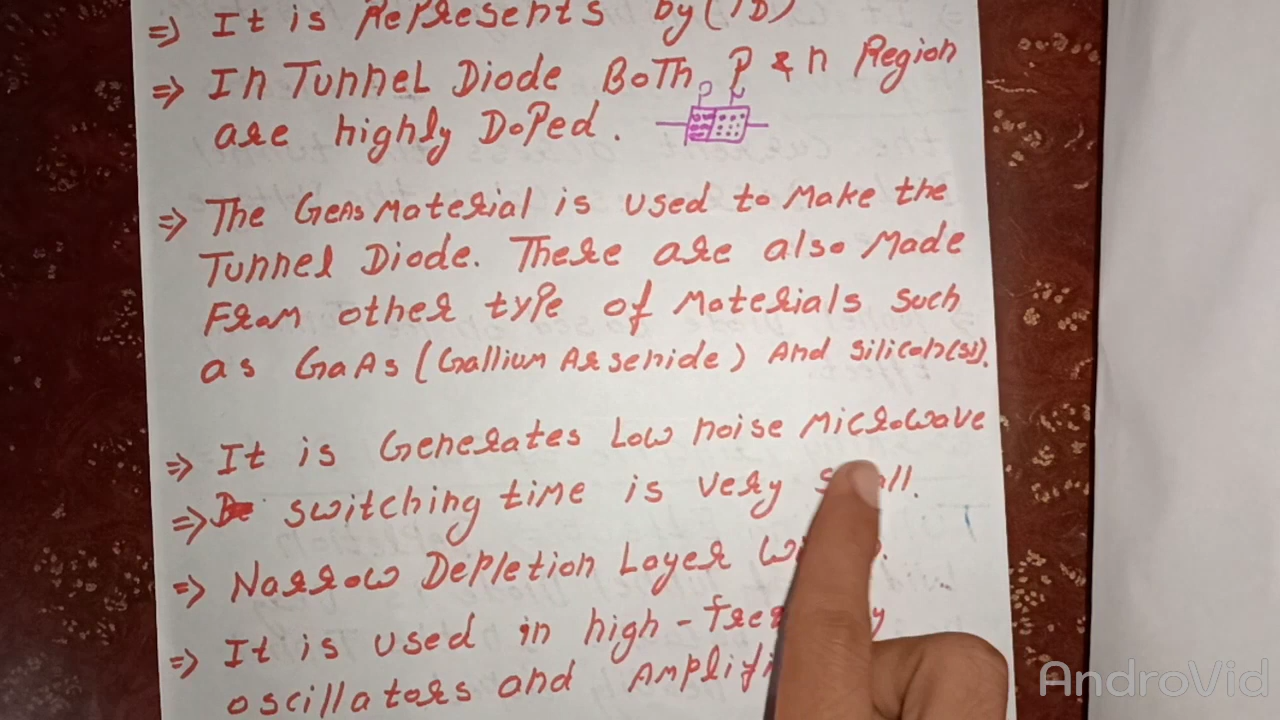 ⇒ It is Represents by (TD)
⇒ In Tunnel Diode Both P & n Region
are highly Doped.
P N
⇒ The GeAs Material is used to Make the
Tunnel Diode. There are also Made
From other type of Materials such
as GaAs (Gallium Arsenide) And silicon(si).
⇒ It is Generates Low noise Microwave
⇒ switching time is very small.
⇒ Narrow Depletion Layer
⇒ It is used in high-frequency
oscillators and
AndroVid